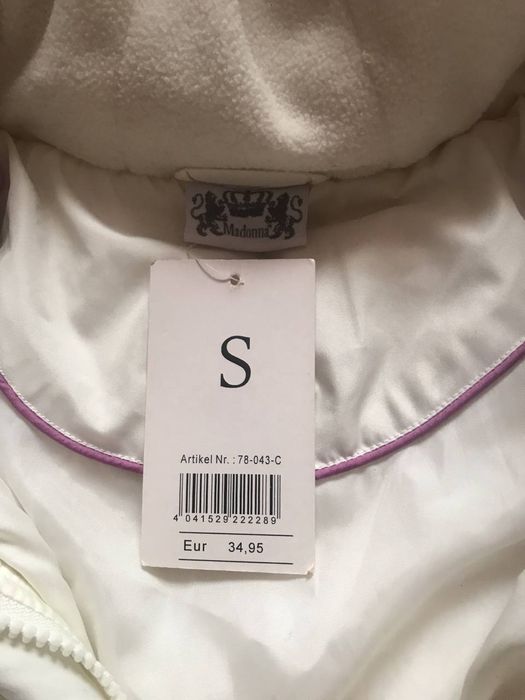 Madonna
S
Artikel Nr. : 78-043-C
4 041529 222289
Eur 34,95